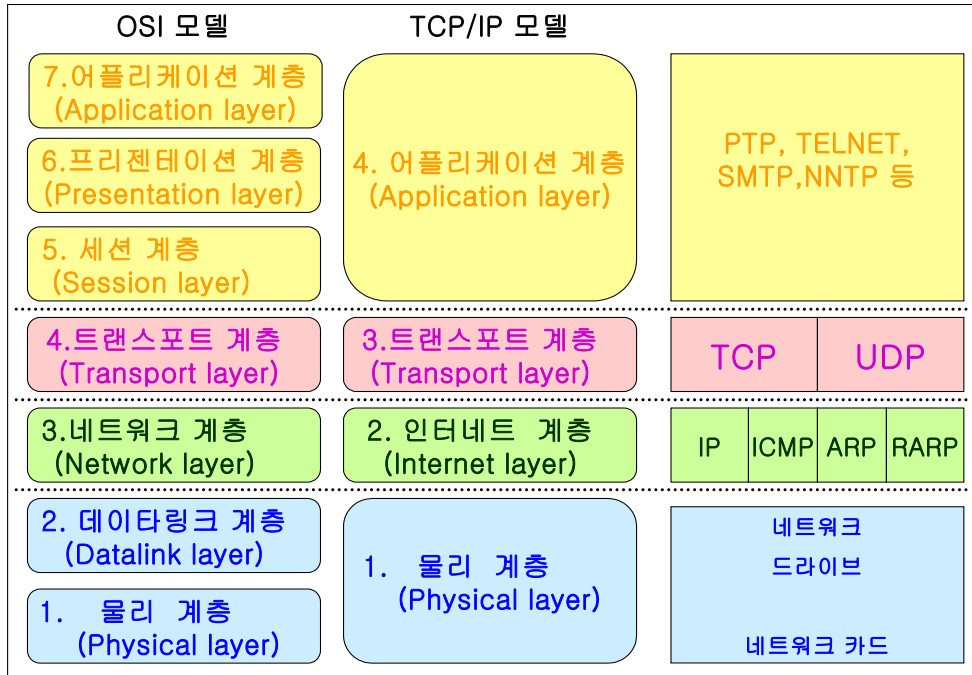 OSI 모델
TCP/IP 모델
7.어플리케이션 계층
(Application layer)
6.프리젠테이션 계층
(Presentation layer)
5. 세션 계층
(Session layer)
4. 어플리케이션 계층
(Application layer)
PTP, TELNET,
SMTP,NNTP 등
4.트랜스포트 계층
(Transport layer)
3.트랜스포트 계층
(Transport layer)
TCP
UDP
3.네트워크 계층
(Network layer)
2. 인터네트 계층
(Internet layer)
IP
ICMP
ARP
RARP
2. 데이타링크 계층
(Datalink layer)
1. 물리 계층
(Physical layer)
1. 물리 계층
(Physical layer)
네트워크
드라이브
네트워크 카드